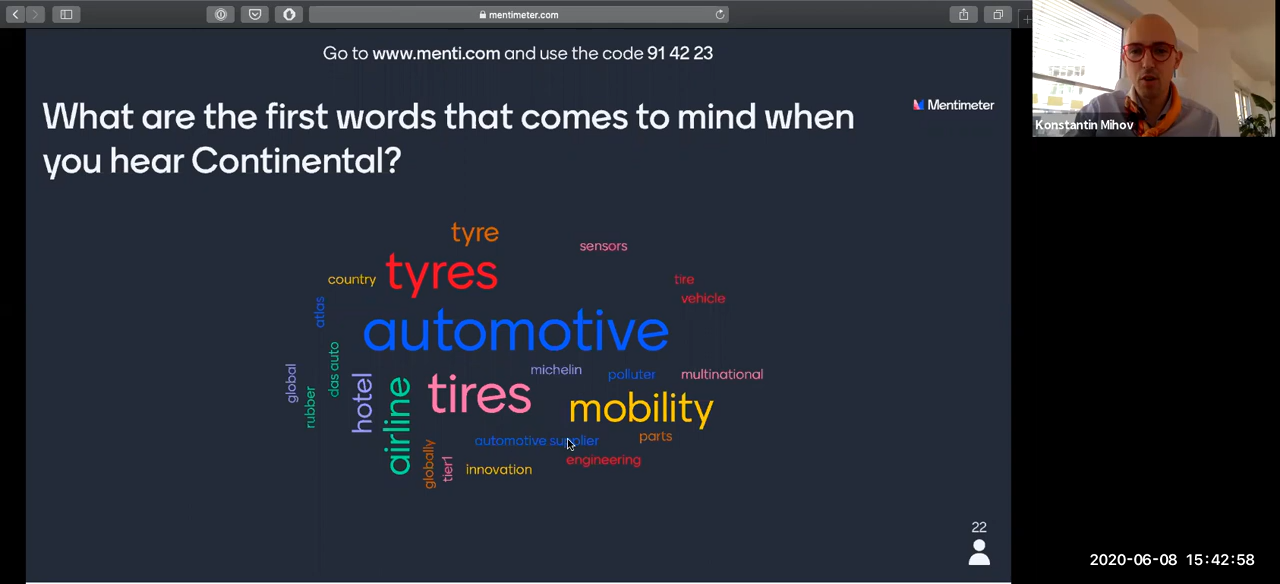 mentimeter.com
Go to www.menti.com and use the code 91 42 23
Mentimeter
Konstantin Mihov
What are the first words that comes to mind when
you hear Continental?
tyre
sensors
tyres
country
tire
vehicle
atlas
automotive
das auto
michelin
polluter
multinational
global
rubber
hotel
airline
tires
mobility
automotive supplier
parts
globally
tier1
innovation
engineering
22
2020-06-08 15:42:58